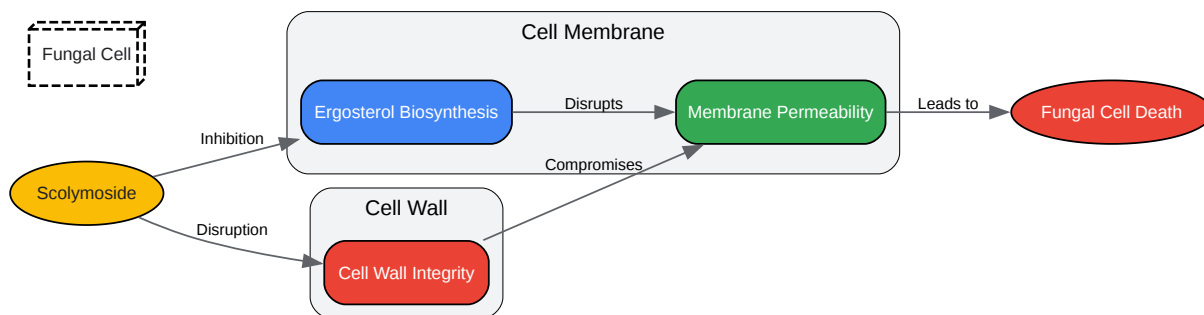 Cell Membrane
Fungal Cell
Ergosterol Biosynthesis
Disrupts
Membrane Permeability
Leads to
Fungal Cell Death
Inhibition
Compromises
Scolymoside
Cell Wall
Disruption
Cell Wall Integrity